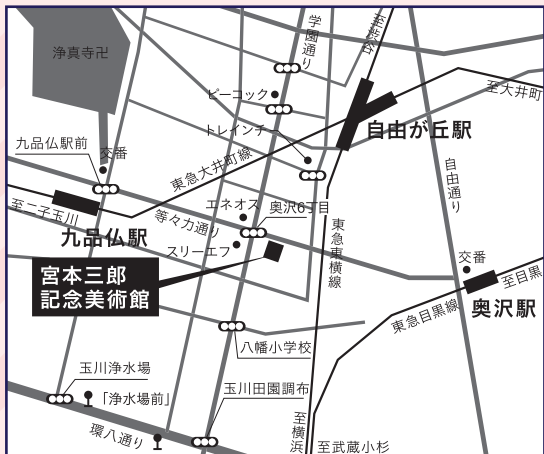 学園通り
至渋谷
浄真寺卍
ピーコック
至大井町
トレインチ
自由が丘駅
九品仏駅前
交番
東急大井町線
自由通り
至二子玉川
等々力通り
エネオス
奥沢6丁目
九品仏駅
スリーエフ
東急東横線
交番
至目黒
宮本三郎
記念美術館
奥沢駅
東急目黒線
八幡小学校
玉川浄水場
玉川田園調布
「浄水場前」
環八通り
至横浜
至武蔵小杉